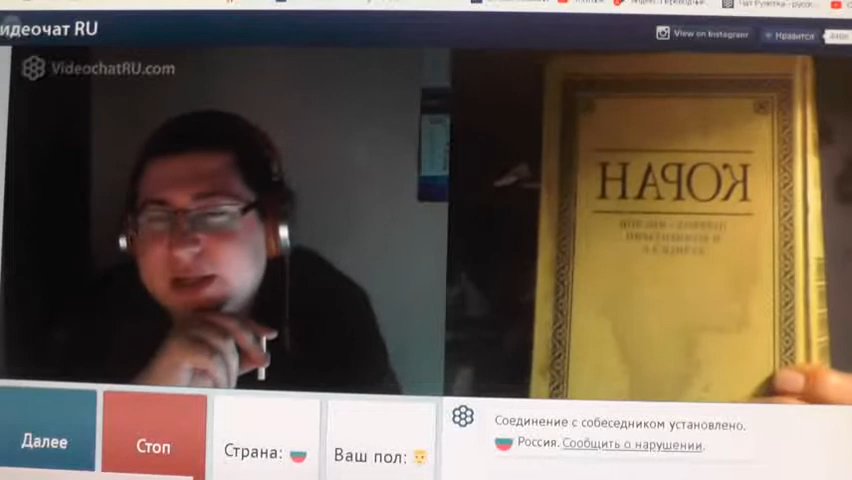 идеочат RU
View on Instagram
Нравится
VideochatRU.com
КОРАН
Далее
Стоп
Страна:
Ваш пол:
Соединение с собеседником установлено.
Россия. Сообщить о нарушении.